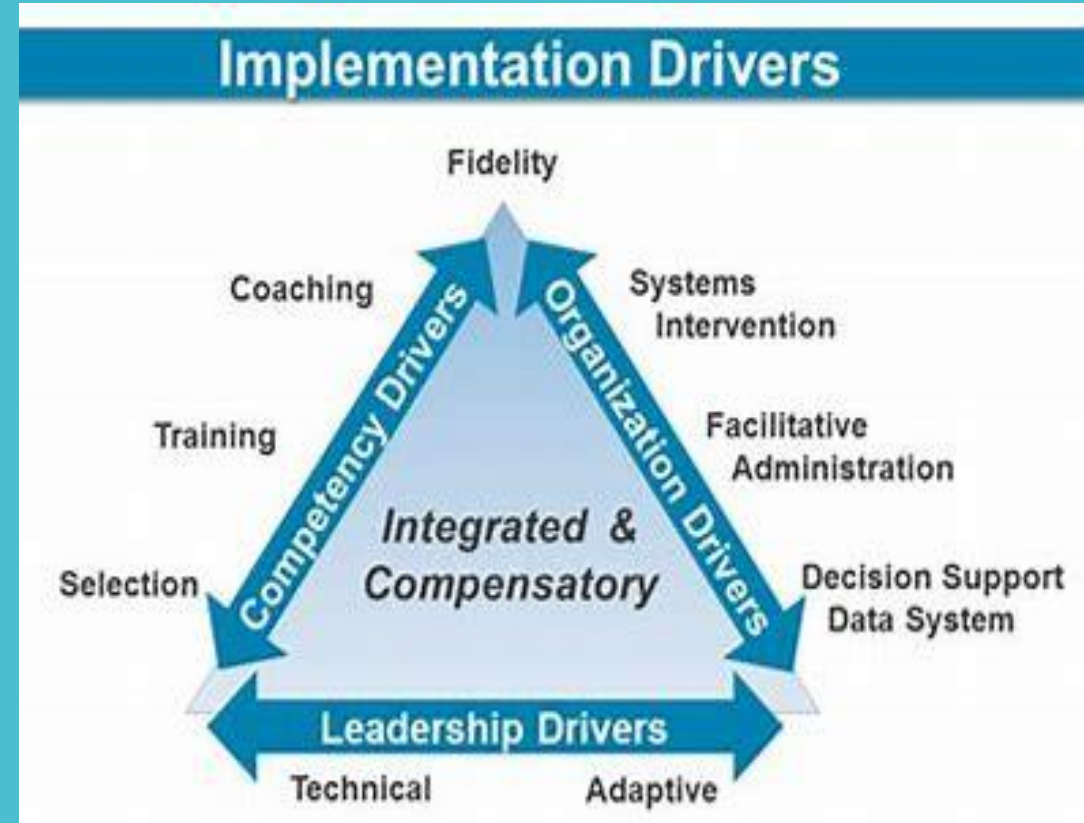 Implementation Drivers
Fidelity
Coaching
Training
Selection
Competency Drivers
Organization Drivers
Systems
Intervention
Facilitative
Administration
Decision Support
Data System
Integrated &
Compensatory
Leadership Drivers
Technical
Adaptive